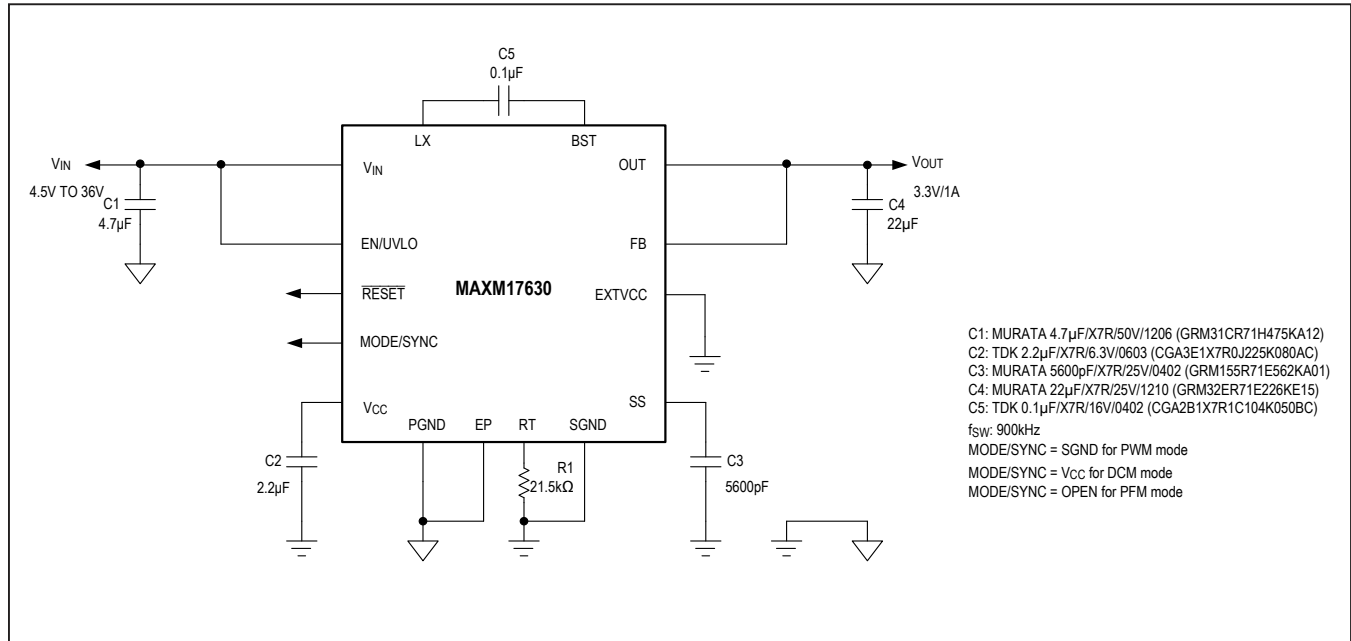 C5
0.1µF
LX
BST
VIN
4.5V TO 36V
C1
4.7µF
VIN
OUT
VOUT
3.3V/1A
C4
22µF
EN/UVLO
FB
RESET
MAXM17630
EXTVCC
MODE/SYNC
VCC
SS
PGND
EP
RT
SGND
C2
2.2µF
R1
21.5kΩ
C3
5600pF
C1: MURATA 4.7µF/X7R/50V/1206 (GRM31CR71H475KA12)
C2: TDK 2.2µF/X7R/6.3V/0603 (CGA3E1X7R0J225K080AC)
C3: MURATA 5600pF/X7R/25V/0402 (GRM155R71E562KA01)
C4: MURATA 22µF/X7R/25V/1210 (GRM32ER71E226KE15)
C5: TDK 0.1µF/X7R/16V/0402 (CGA2B1X7R1C104K050BC)
fSW: 900kHz
MODE/SYNC = SGND for PWM mode
MODE/SYNC = VCC for DCM mode
MODE/SYNC = OPEN for PFM mode